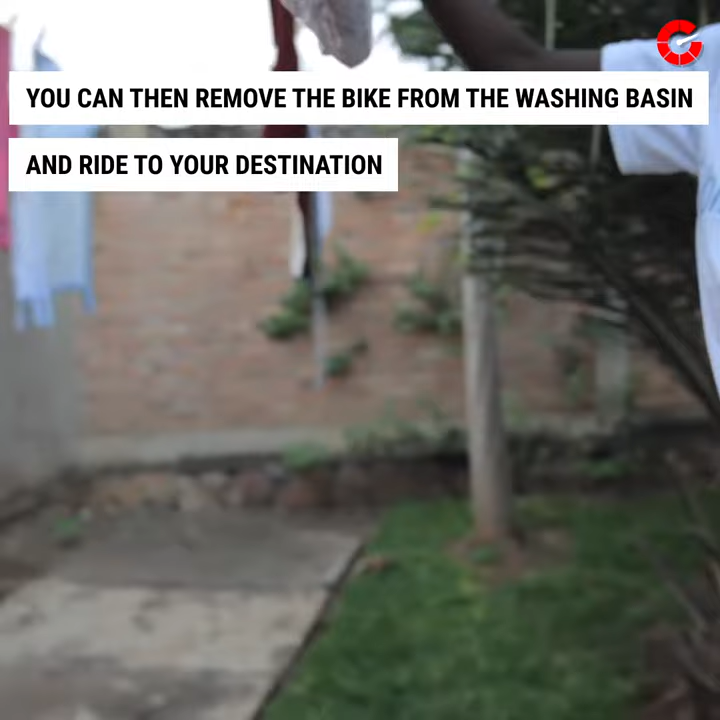 YOU CAN THEN REMOVE THE BIKE FROM THE WASHING BASIN
AND RIDE TO YOUR DESTINATION